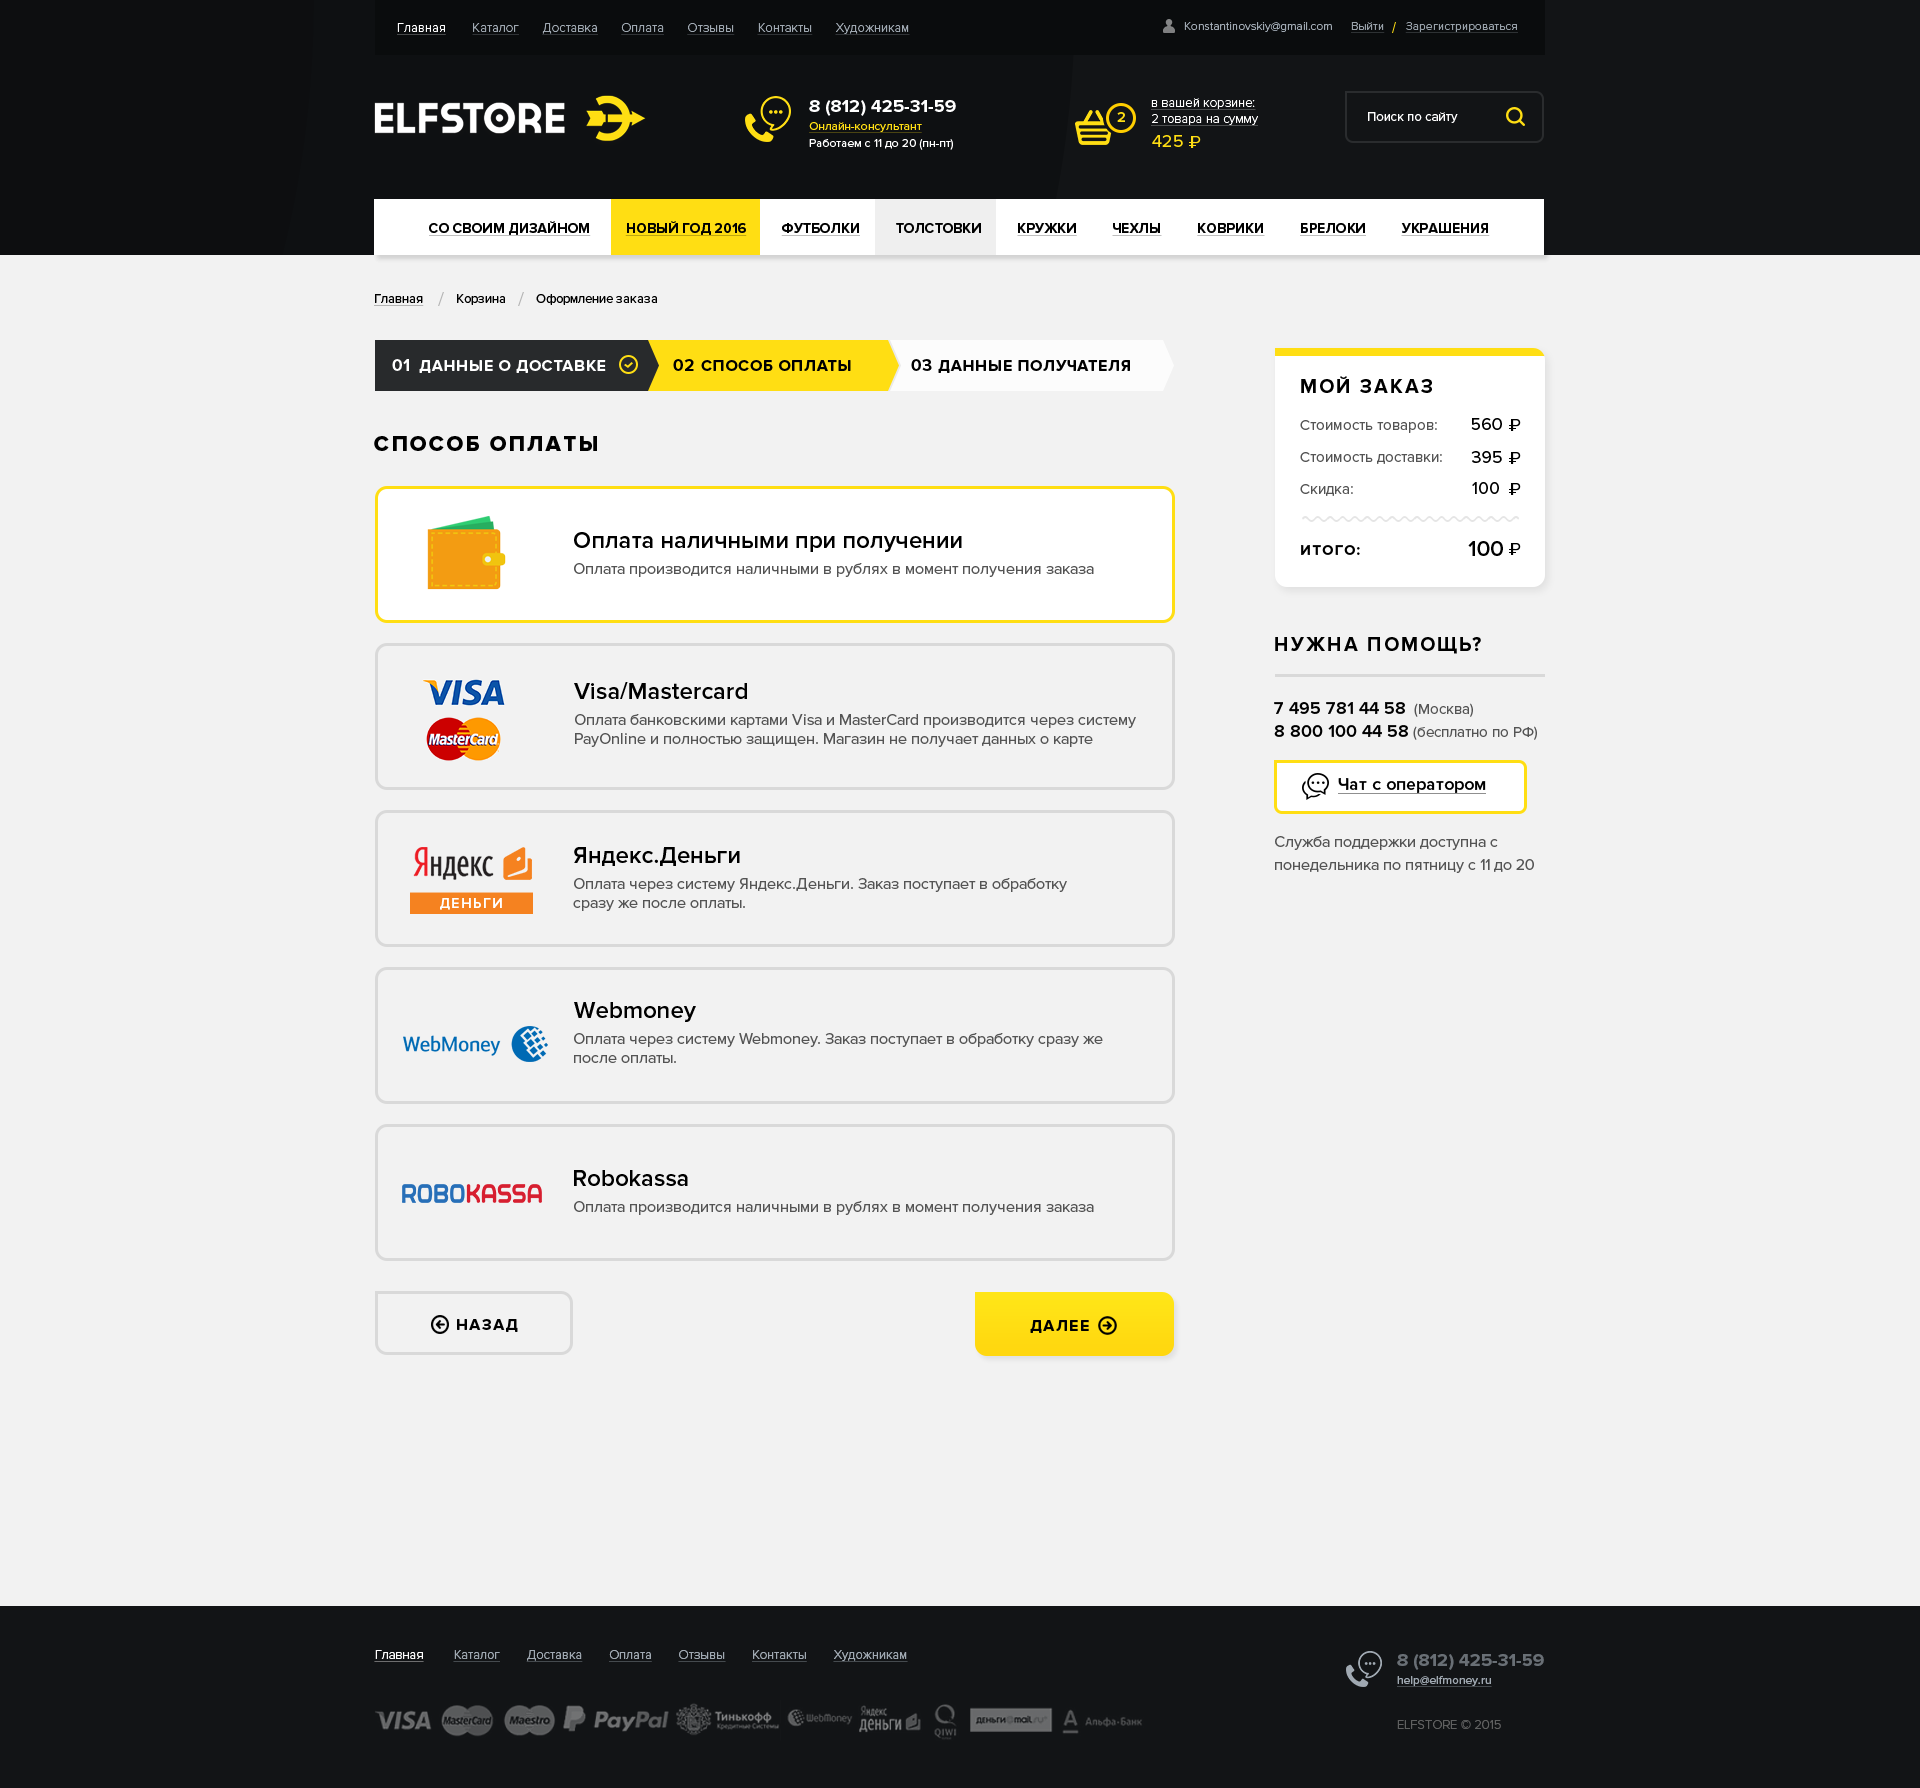 Главная Каталог Доставка Оплата Отзывы Контакты Художникам Konstantinovskiy@gmail.com Выйти / Зарегистрироваться
ELFSTORE
8 (812) 425-31-59
Онлайн-консультант
Работаем с 11 до 20 (пн-пт)
2
в вашей корзине:
2 товара на сумму
425 ₽
Поиск по сайту
СО СВОИМ ДИЗАЙНОМ НОВЫЙ ГОД 2016 ФУТБОЛКИ ТОЛСТОВКИ КРУЖКИ ЧЕХЛЫ КОВРИКИ БРЕЛОКИ УКРАШЕНИЯ
Главная / Корзина / Оформление заказа
01 ДАННЫЕ О ДОСТАВКЕ 02 СПОСОБ ОПЛАТЫ 03 ДАННЫЕ ПОЛУЧАТЕЛЯ
СПОСОБ ОПЛАТЫ
Оплата наличными при получении
Оплата производится наличными в рублях в момент получения заказа
VISA
MasterCard
Visa/Mastercard
Оплата банковскими картами Visa и MasterCard производится через систему
PayOnline и полностью защищен. Магазин не получает данных о карте
Яндекс
ДЕНЬГИ
Яндекс.Деньги
Оплата через систему Яндекс.Деньги. Заказ поступает в обработку
сразу же после оплаты.
WebMoney
Webmoney
Оплата через систему Webmoney. Заказ поступает в обработку сразу же
после оплаты.
ROBOKASSA
Robokassa
Оплата производится наличными в рублях в момент получения заказа
НАЗАД
ДАЛЕЕ
МОЙ ЗАКАЗ
Стоимость товаров: 560 ₽
Стоимость доставки: 395 ₽
Скидка: 100 ₽
ИТОГО: 100 ₽
НУЖНА ПОМОЩЬ?
7 495 781 44 58 (Москва)
8 800 100 44 58 (бесплатно по РФ)
Чат с оператором
Служба поддержки доступна с
понедельника по пятницу с 11 до 20
Главная Каталог Доставка Оплата Отзывы Контакты Художникам
VISA MasterCard Maestro PayPal Тинькофф Кредитные Системы WebMoney Яндекс деньги QIWI деньги@mail.ru Альфа·Банк
8 (812) 425-31-59
help@elfmoney.ru
ELFSTORE © 2015